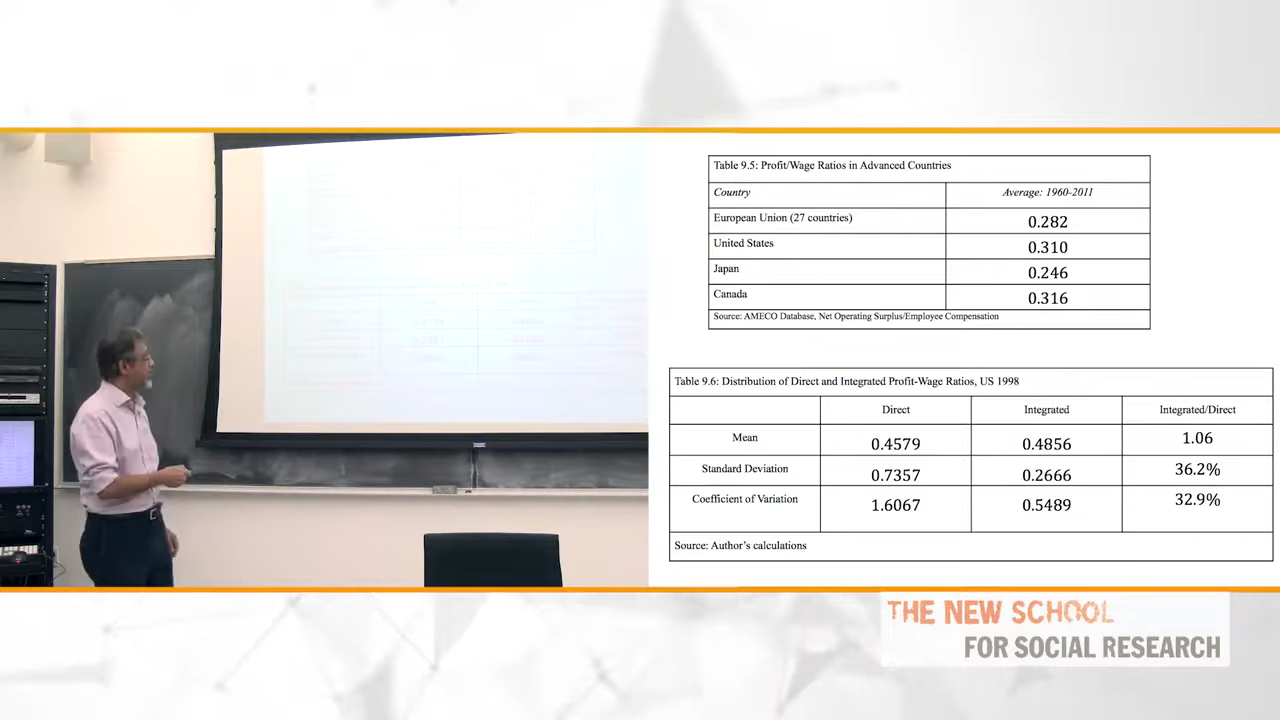 Table 9.5: Profit/Wage Ratios in Advanced Countries
Country Average: 1960-2011
European Union (27 countries) 0.282
United States 0.310
Japan 0.246
Canada 0.316
Source: AMECO Database, Net Operating Surplus/Employee Compensation
Table 9.6: Distribution of Direct and Integrated Profit-Wage Ratios, US 1998
Direct Integrated Integrated/Direct
Mean 0.4579 0.4856 1.06
Standard Deviation 0.7357 0.2666 36.2%
Coefficient of Variation 1.6067 0.5489 32.9%
Source: Author's calculations
THE NEW SCHOOL
FOR SOCIAL RESEARCH